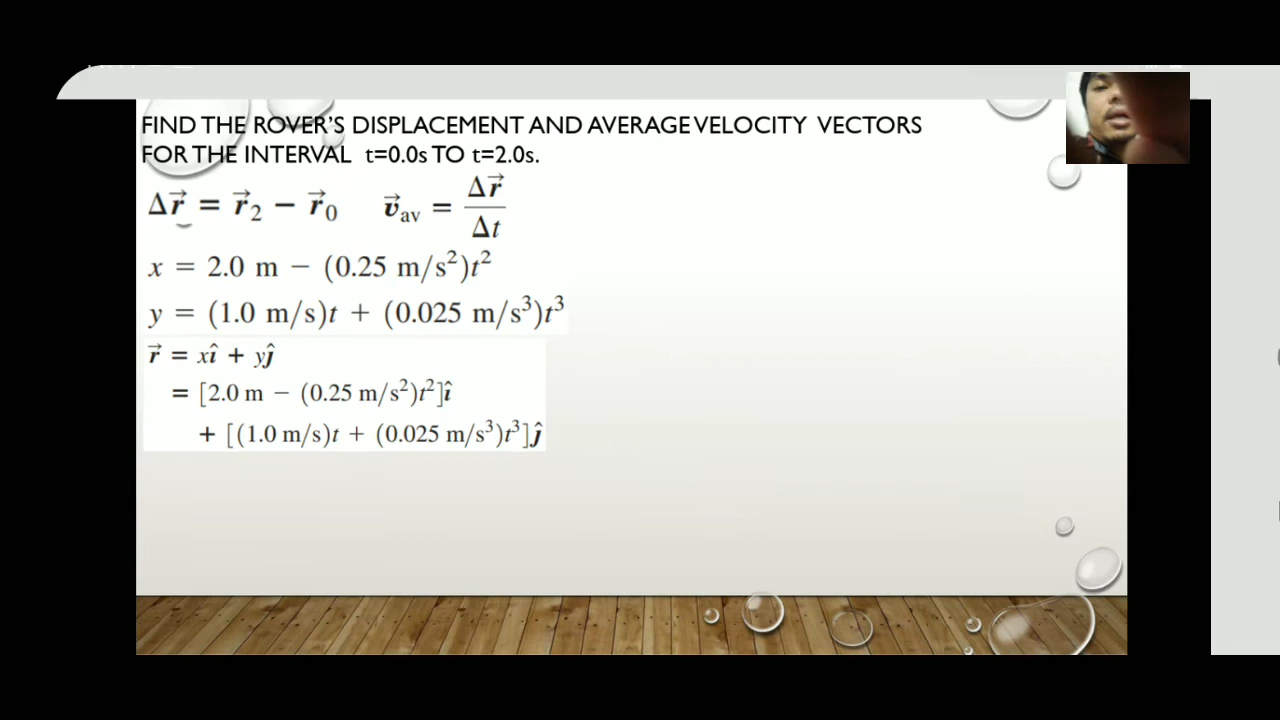 FIND THE ROVER'S DISPLACEMENT AND AVERAGE VELOCITY VECTORS
FOR THE INTERVAL t=0.0s TO t=2.0s.
Δr⃗ = r⃗₂ − r⃗₀ v⃗av = Δr⃗/Δt
x = 2.0 m − (0.25 m/s²)t²
y = (1.0 m/s)t + (0.025 m/s³)t³
r⃗ = xî + yĵ
= [2.0 m − (0.25 m/s²)t²]î
+ [(1.0 m/s)t + (0.025 m/s³)t³]ĵ